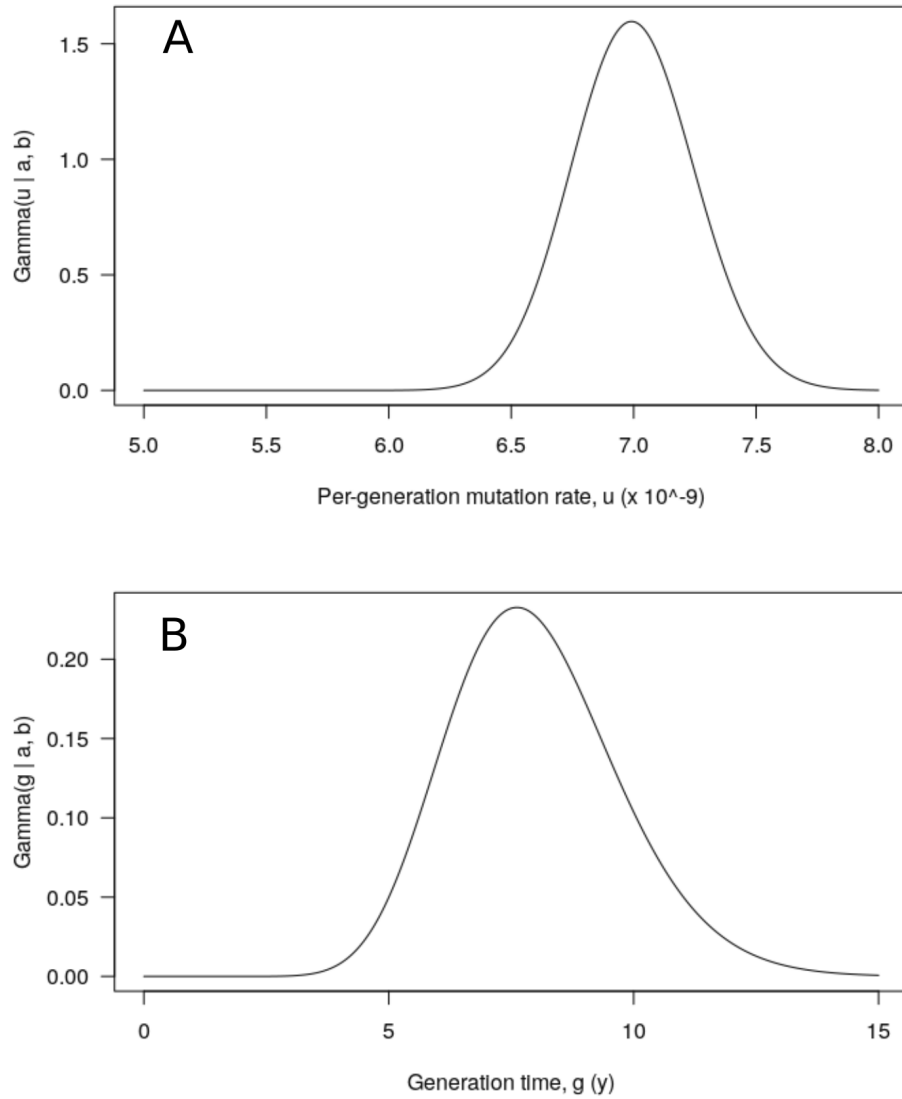 A
Gamma(u | a, b)
1.5
1.0
0.5
0.0
5.0 5.5 6.0 6.5 7.0 7.5 8.0
Per-generation mutation rate, u (x 10^-9)
B
Gamma(g | a, b)
0.20
0.15
0.10
0.05
0.00
0 5 10 15
Generation time, g (y)